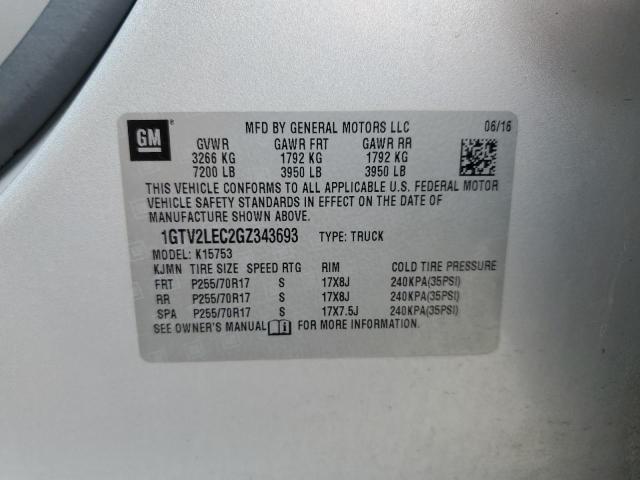 GM ® MFD BY GENERAL MOTORS LLC 06/16
GVWR GAWR FRT GAWR RR
3266 KG 1792 KG 1792 KG
7200 LB 3950 LB 3950 LB
THIS VEHICLE CONFORMS TO ALL APPLICABLE U.S. FEDERAL MOTOR
VEHICLE SAFETY STANDARDS IN EFFECT ON THE DATE OF
MANUFACTURE SHOWN ABOVE.
1GTV2LEC2GZ343693 TYPE: TRUCK
MODEL: K15753
KJMN TIRE SIZE SPEED RTG RIM COLD TIRE PRESSURE
FRT P255/70R17 S 17X8J 240KPA(35PSI)
RR P255/70R17 S 17X8J 240KPA(35PSI)
SPA P255/70R17 S 17X7.5J 240KPA(35PSI)
SEE OWNER'S MANUAL FOR MORE INFORMATION.